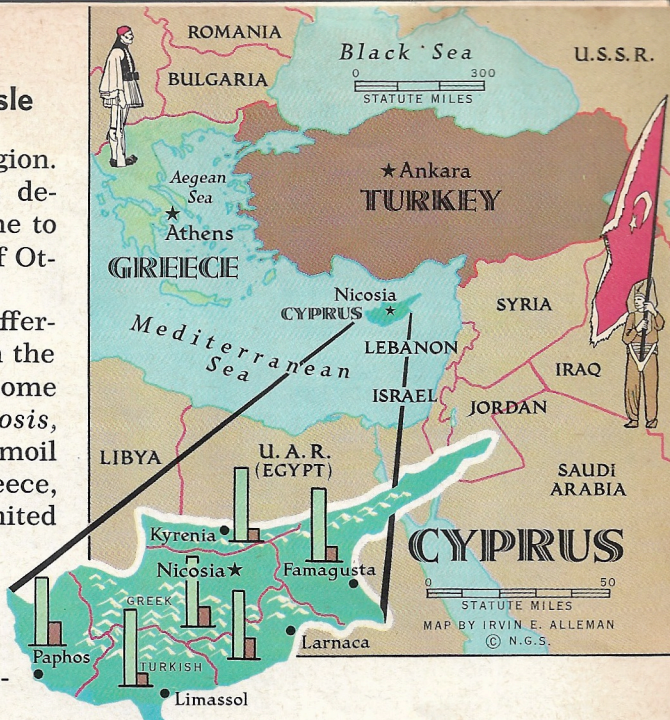 sle
gion.
de-
ne to
f Ot-
ffer-
n the
ome
osis,
moil
eece,
nited
-
ROMANIA
BULGARIA
Black Sea
U.S.S.R.
0 300
STATUTE MILES
Aegean
Sea
★Ankara
TURKEY
Athens
GREECE
Nicosia
CYPRUS
SYRIA
Mediterranean
Sea
LEBANON
IRAQ
ISRAEL
JORDAN
LIBYA
U.A.R.
(EGYPT)
SAUDI
ARABIA
Kyrenia
CYPRUS
Nicosia★
Famagusta
0 50
STATUTE MILES
GREEK
MAP BY IRVIN E. ALLEMAN
© N.G.S.
Larnaca
Paphos
TURKISH
Limassol